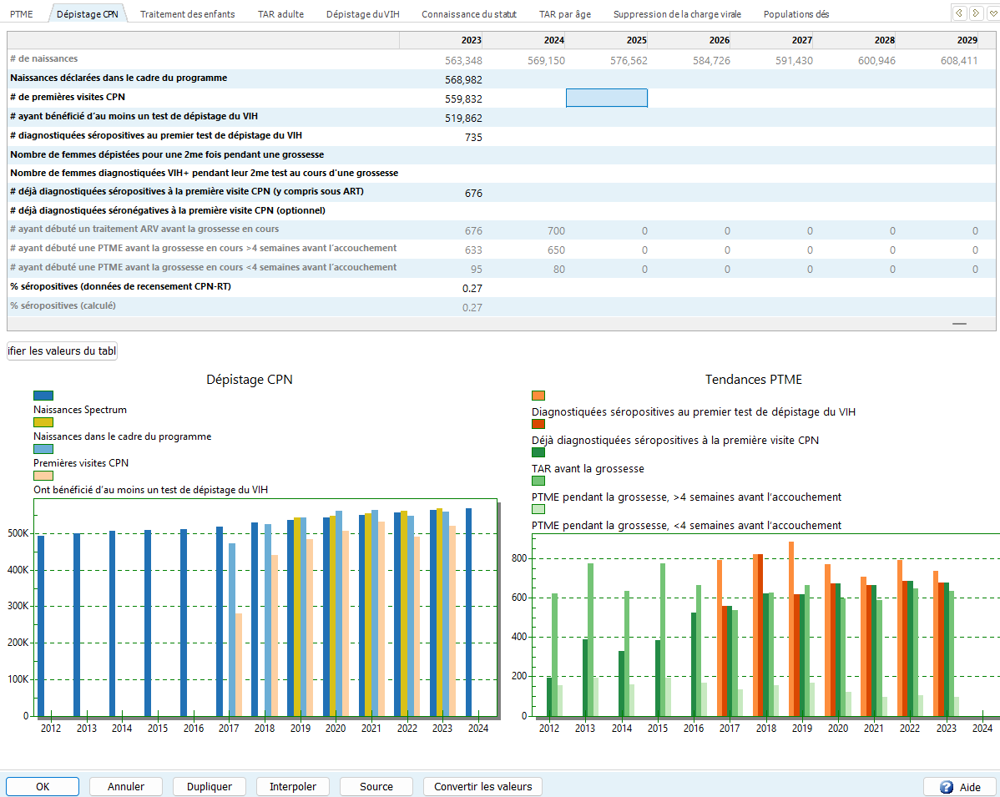 PTME Dépistage CPN Traitement des enfants TAR adulte Dépistage du VIH Connaissance du statut TAR par âge Suppression de la charge virale Populations clés
2023 2024 2025 2026 2027 2028 2029
# de naissances 563,348 569,150 576,562 584,726 591,430 600,946 608,411
Naissances déclarées dans le cadre du programme 568,982
# de premières visites CPN 559,832
# ayant bénéficié d'au moins un test de dépistage du VIH 519,862
# diagnostiquées séropositives au premier test de dépistage du VIH 735
Nombre de femmes dépistées pour une 2me fois pendant une grossesse
Nombre de femmes diagnostiquées VIH+ pendant leur 2me test au cours d'une grossesse
# déjà diagnostiquées séropositives à la première visite CPN (y compris sous ART) 676
# déjà diagnostiquées séronégatives à la première visite CPN (optionnel)
# ayant débuté un traitement ARV avant la grossesse en cours 676 700 0 0 0 0 0
# ayant débuté une PTME avant la grossesse en cours >4 semaines avant l'accouchement 633 650 0 0 0 0 0
# ayant débuté une PTME avant la grossesse en cours <4 semaines avant l'accouchement 95 80 0 0 0 0 0
% séropositives (données de recensement CPN-RT) 0.27
% séropositives (calculé) 0.27
ifier les valeurs du tabl
Dépistage CPN
Naissances Spectrum
Naissances dans le cadre du programme
Premières visites CPN
Ont bénéficié d'au moins un test de dépistage du VIH
500K
400K
300K
200K
100K
0
2012 2013 2014 2015 2016 2017 2018 2019 2020 2021 2022 2023 2024
Tendances PTME
Diagnostiquées séropositives au premier test de dépistage du VIH
Déjà diagnostiquées séropositives à la première visite CPN
TAR avant la grossesse
PTME pendant la grossesse, >4 semaines avant l'accouchement
PTME pendant la grossesse, <4 semaines avant l'accouchement
800
600
400
200
0
2012 2013 2014 2015 2016 2017 2018 2019 2020 2021 2022 2023 2024
OK Annuler Dupliquer Interpoler Source Convertir les valeurs ? Aide